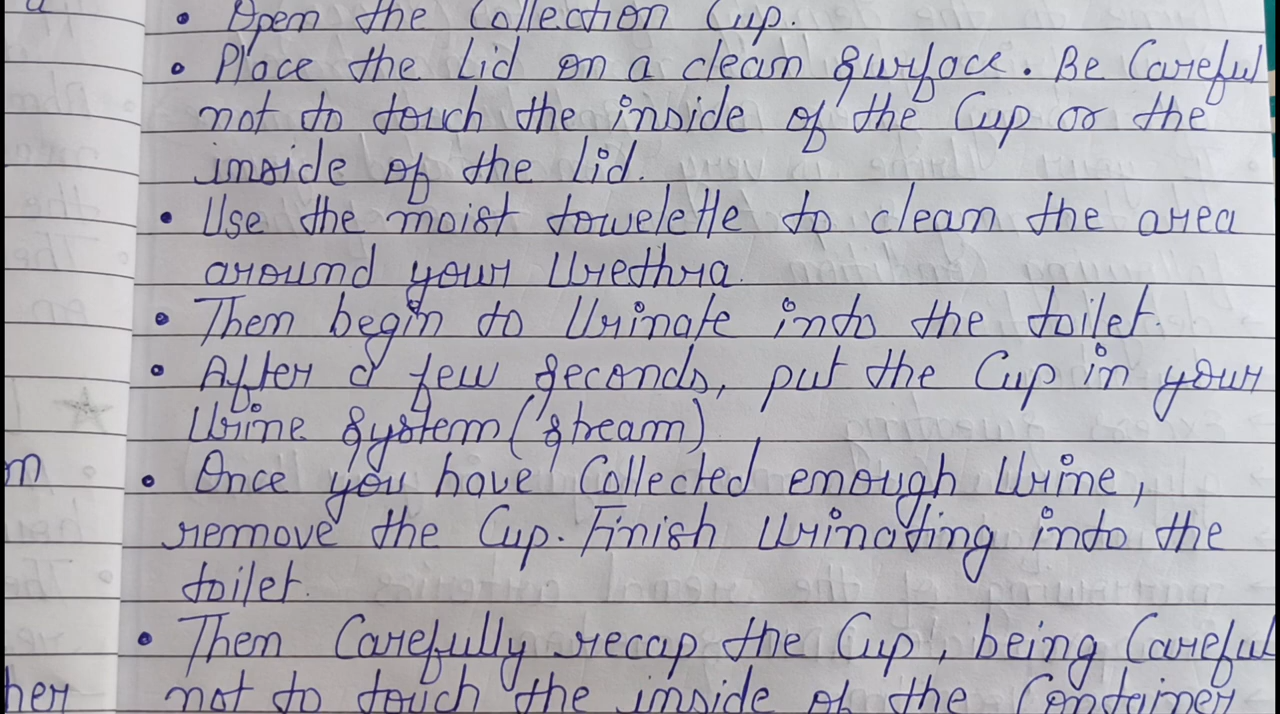 • Open the Collection Cup.
• Place the Lid on a clean surface. Be Careful
not to touch the inside of the Cup or the
inside of the Lid.
• Use the moist towelette to clean the area
around your Urethra.
• Then begin to Urinate into the toilet.
• After a few seconds, put the Cup in your
Urine system (stream)
• Once you have Collected enough Urine,
remove the Cup. Finish Urinating into the
toilet.
• Then Carefully recap the Cup, being Careful
not to touch the inside of the Container